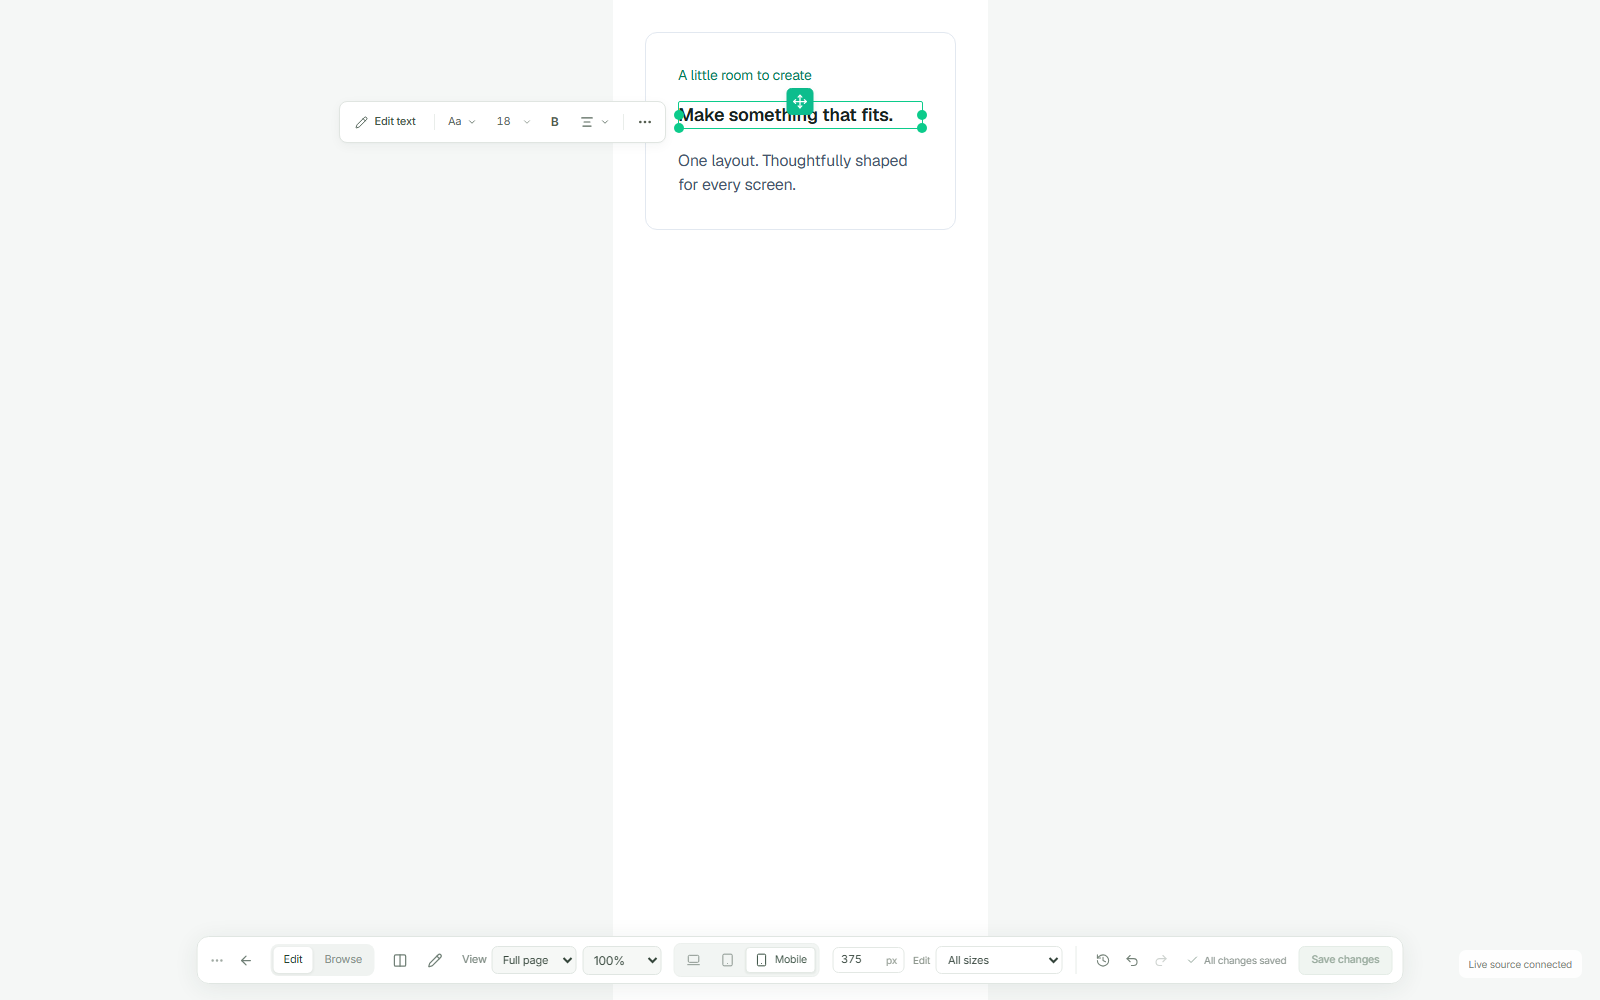 A little room to create
Make something that fits.
Edit text Aa 18 B
One layout. Thoughtfully shaped
for every screen.
Edit Browse View Full page 100% Mobile 375 px Edit All sizes All changes saved Save changes
Live source connected